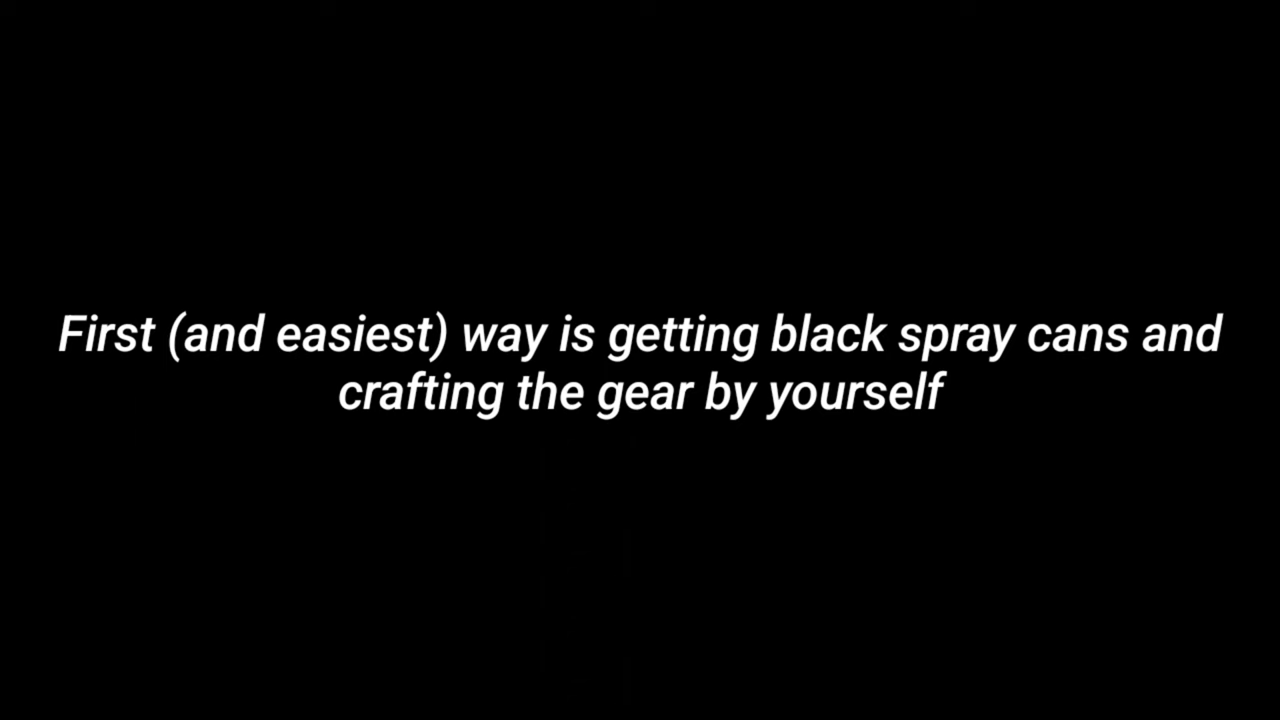 First (and easiest) way is getting black spray cans and
crafting the gear by yourself